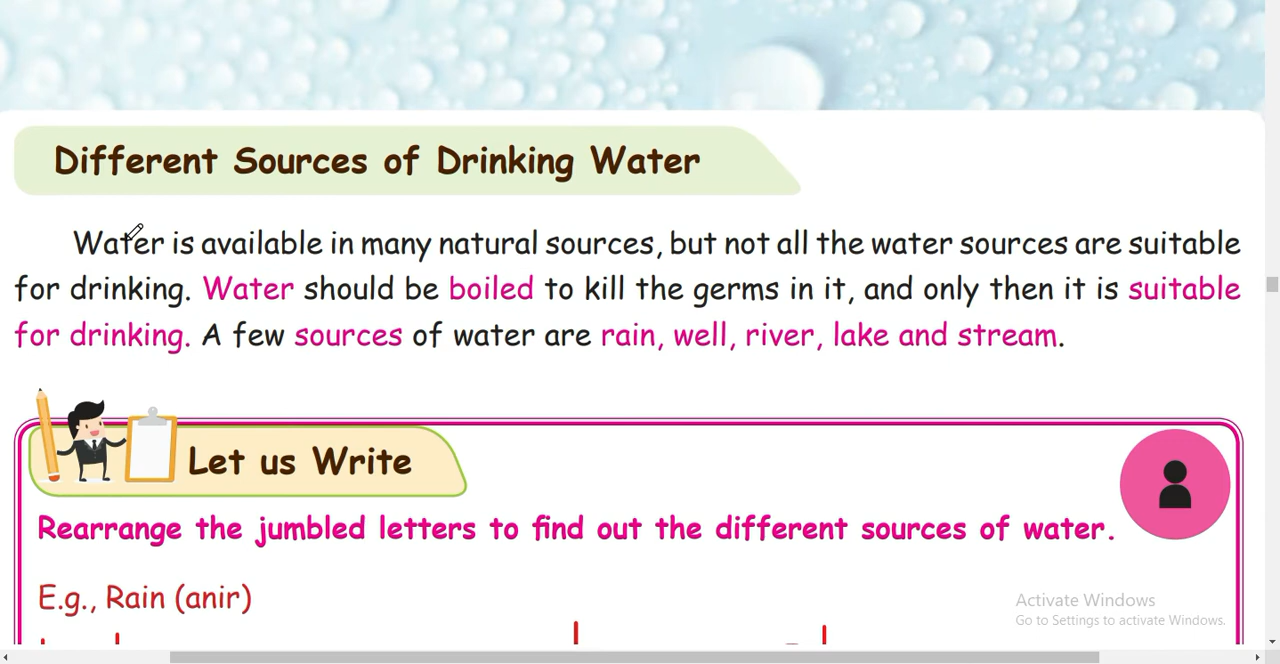 Different Sources of Drinking Water
Water is available in many natural sources, but not all the water sources are suitable
for drinking. Water should be boiled to kill the germs in it, and only then it is suitable
for drinking. A few sources of water are rain, well, river, lake and stream.
Let us Write
Rearrange the jumbled letters to find out the different sources of water.
E.g., Rain (anir)
Activate Windows
Go to Settings to activate Windows.